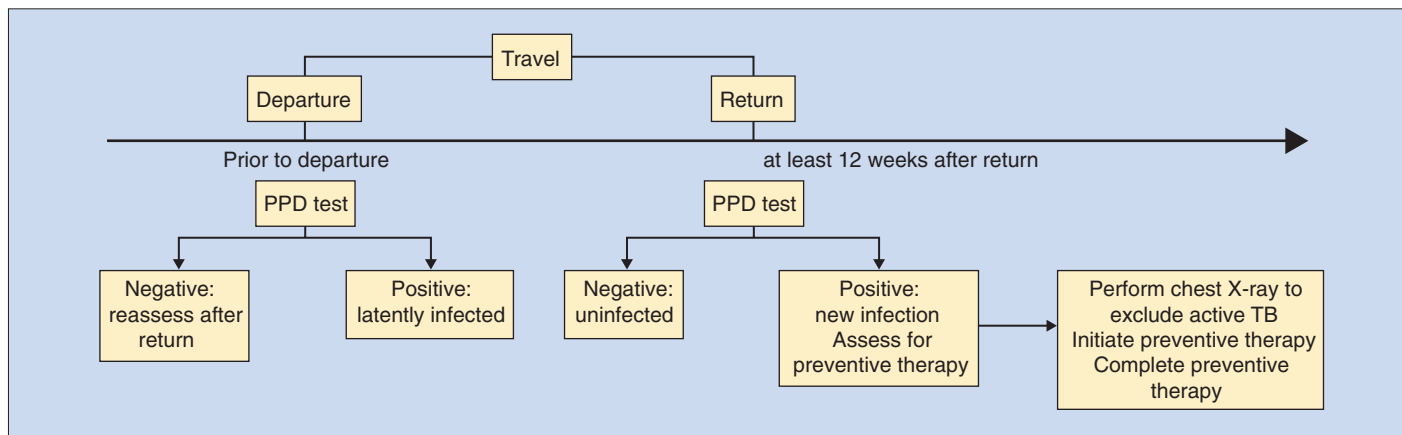 Travel
Departure
Return
Prior to departure
at least 12 weeks after return
PPD test
PPD test
Negative:
reassess after
return
Positive:
latently infected
Negative:
uninfected
Positive:
new infection
Assess for
preventive therapy
Perform chest X-ray to
exclude active TB
Initiate preventive therapy
Complete preventive
therapy